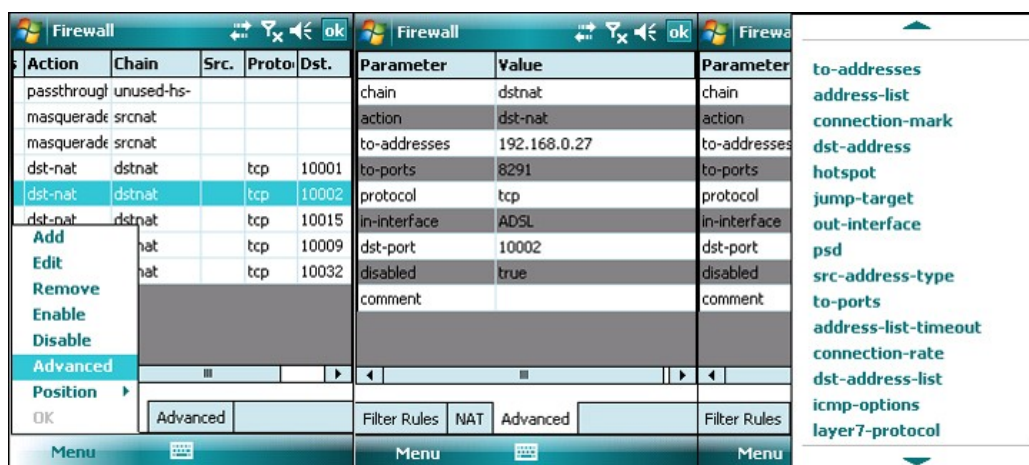 Firewall ok
Action Chain Src. Proto Dst.
passthrough unused-hs-
masquerade srcnat
masquerade srcnat
dst-nat dstnat tcp 10001
dst-nat dstnat tcp 10002
dst-nat dstnat tcp 10015
nat tcp 10009
nat tcp 10032
Add
Edit
Remove
Enable
Disable
Advanced
Position
OK
Advanced
Menu
Firewall ok
Parameter Value
chain dstnat
action dst-nat
to-addresses 192.168.0.27
to-ports 8291
protocol tcp
in-interface ADSL
dst-port 10002
disabled true
comment
Filter Rules NAT Advanced
Menu
Firewa
Parameter
chain
action
to-addresses
to-ports
protocol
in-interface
dst-port
disabled
comment
Filter Rules
Menu
to-addresses
address-list
connection-mark
dst-address
hotspot
jump-target
out-interface
psd
src-address-type
to-ports
address-list-timeout
connection-rate
dst-address-list
icmp-options
layer7-protocol